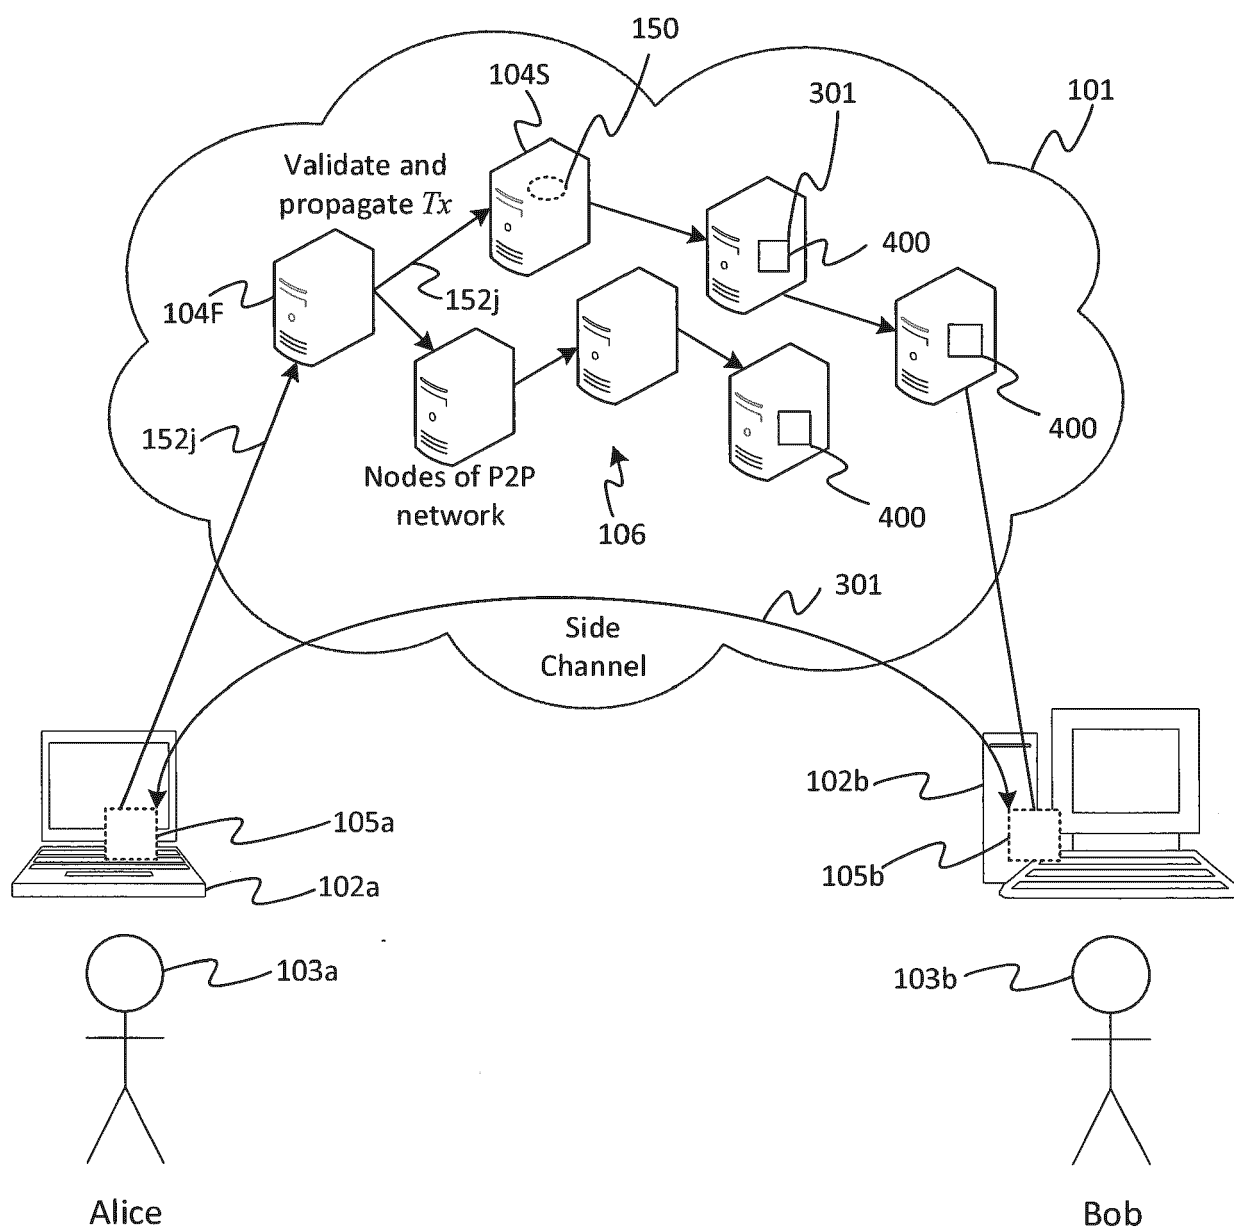 150
104S
301
101
Validate and
propagate Tx
400
152j
104F
400
152j
Nodes of P2P
network
400
106
301
Side
Channel
102b
105a
105b
102a
103a
103b
Alice
Bob